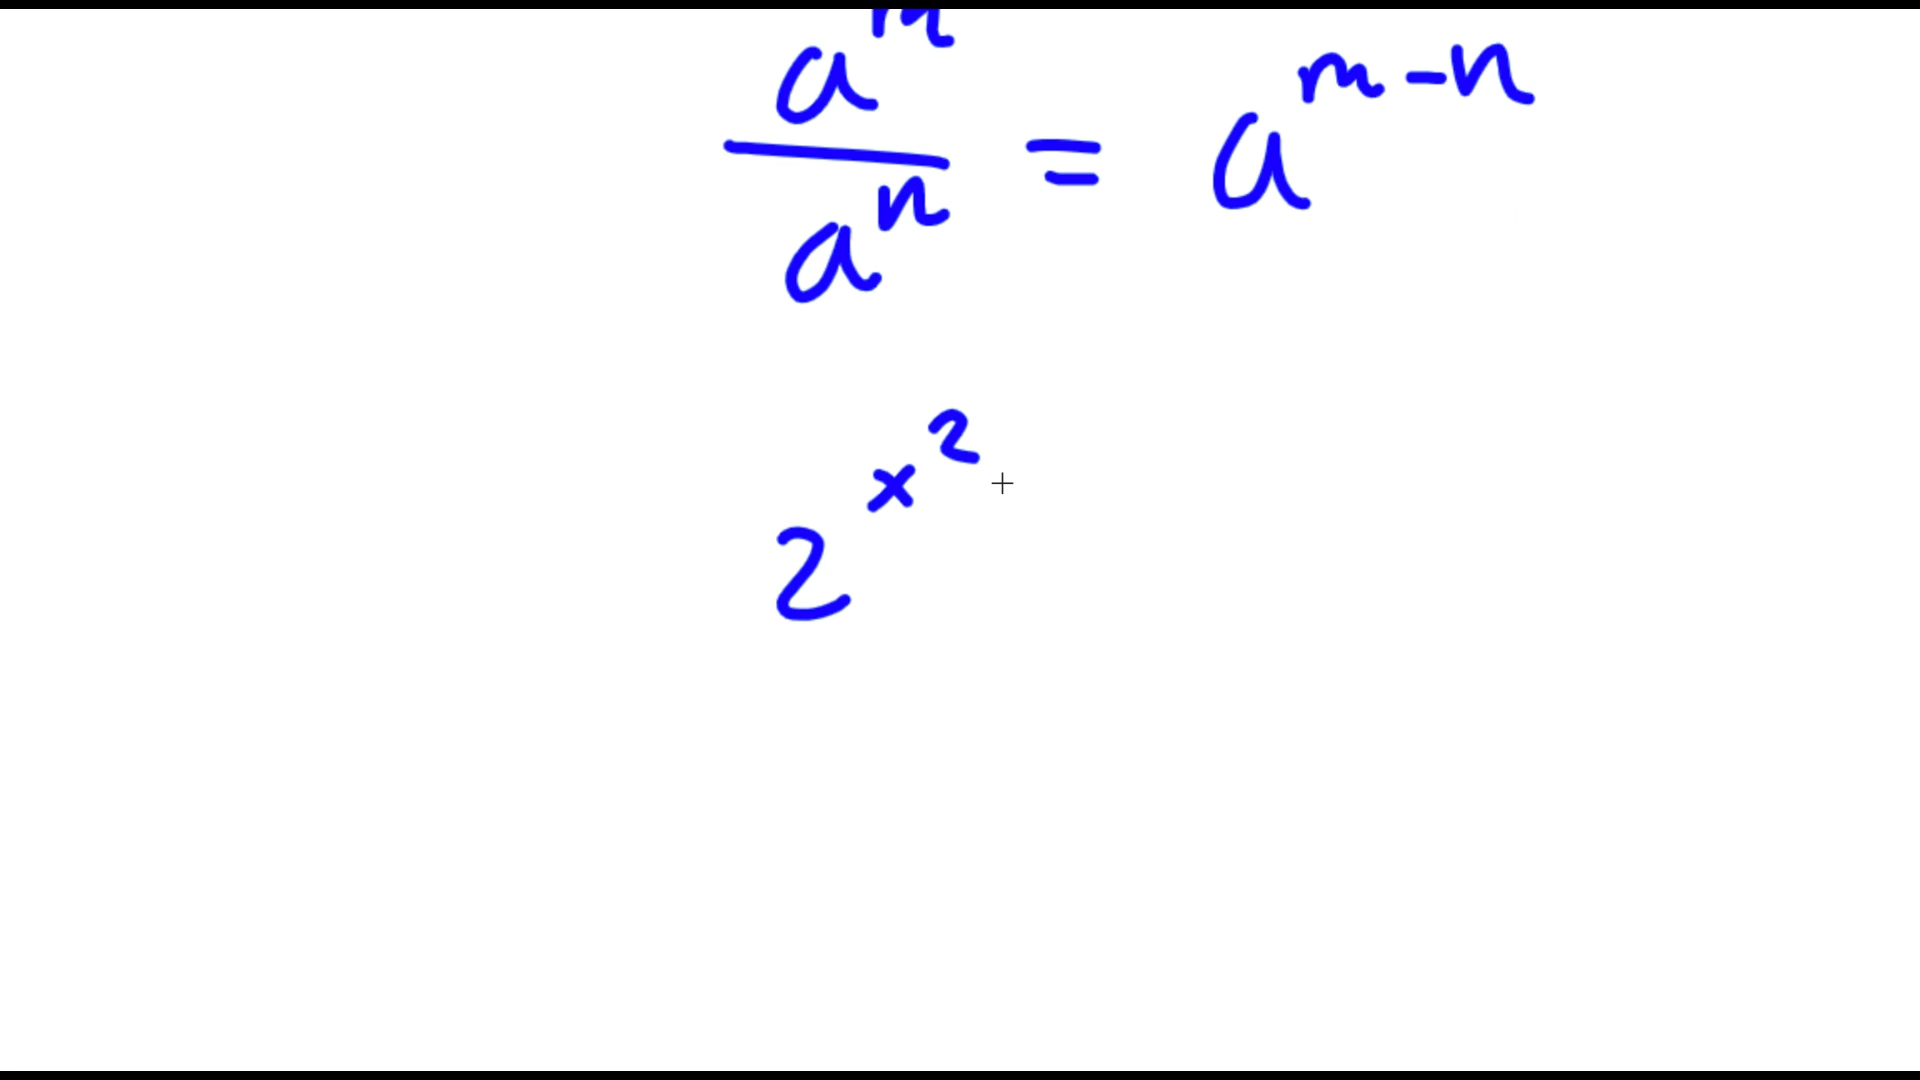 a^m / a^n = a^(m-n)
2^(x^2)